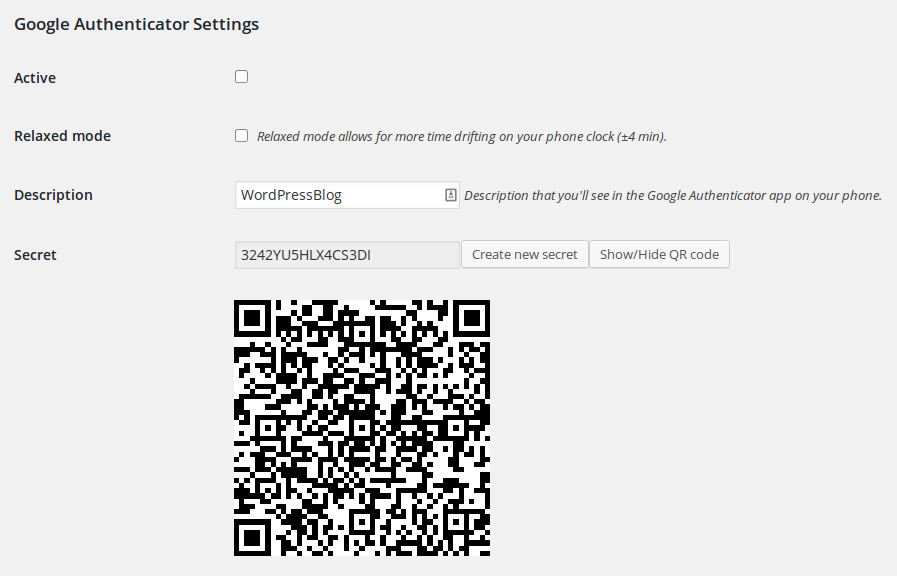 Google Authenticator Settings
Active
Relaxed mode Relaxed mode allows for more time drifting on your phone clock (±4 min).
Description WordPressBlog Description that you'll see in the Google Authenticator app on your phone.
Secret 3242YU5HLX4CS3DI Create new secret Show/Hide QR code